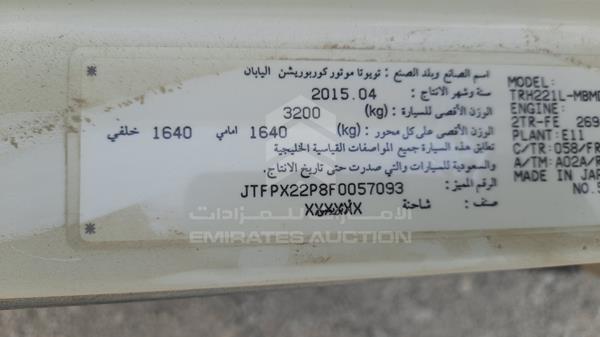 اسم الصانع وبلد الصنع : تويوتا موتور كوربوريشن اليابان
سنة وشهر الانتاج : 2015.04
الوزن الأقصى للسيارة (kg) 3200
الوزن الأقصى على كل محور : (kg) 1640 امامي 1640 خلفي
تطابق هذه السيارة جميع المواصفات القياسية الخليجية
والسعودية للسيارات والتي صدرت حتى تاريخ الانتاج.
الرقم المميز : JTFPX22P8F0057093
صنف : شاحنة XXXXXX
MODEL:
TRH221L-MBMD
ENGINE:
2TR-FE 269
PLANT: E11
C/TR: 058/FR
A/TM: A02A/R
MADE IN JAP
NO.5
الإمارات للمزادات
EMIRATES AUCTION